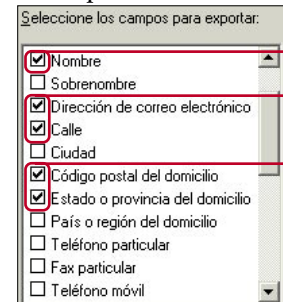 Seleccione los campos para exportar:
Nombre
Sobrenombre
Dirección de correo electrónico
Calle
Ciudad
Código postal del domicilio
Estado o provincia del domicilio
País o región del domicilio
Teléfono particular
Fax particular
Teléfono móvil